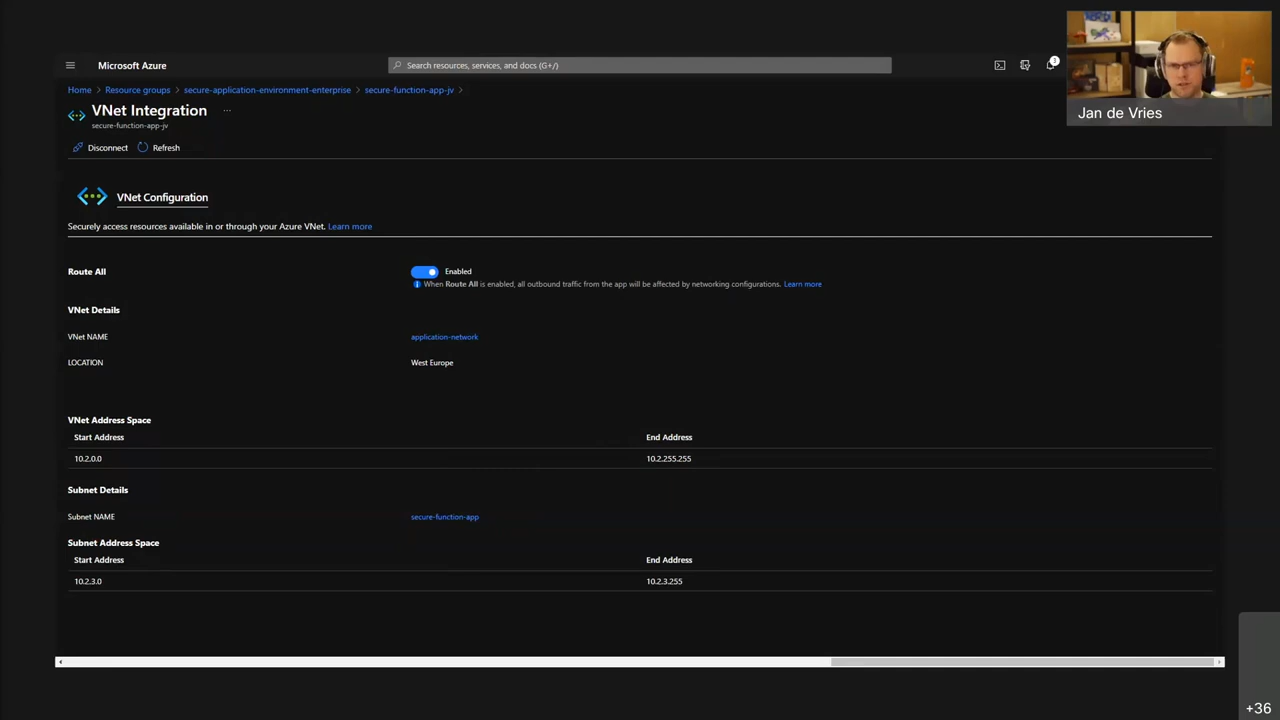 Microsoft Azure
Search resources, services, and docs (G+/)
3
Jan de Vries
Home > Resource groups > secure-application-environment-enterprise > secure-function-app-jv >
VNet Integration ...
secure-function-app-jv
Disconnect Refresh
VNet Configuration
Securely access resources available in or through your Azure VNet. Learn more
Route All Enabled
When Route All is enabled, all outbound traffic from the app will be affected by networking configurations. Learn more
VNet Details
VNet NAME application-network
LOCATION West Europe
VNet Address Space
Start Address End Address
10.2.0.0 10.2.255.255
Subnet Details
Subnet NAME secure-function-app
Subnet Address Space
Start Address End Address
10.2.3.0 10.2.3.255
+36